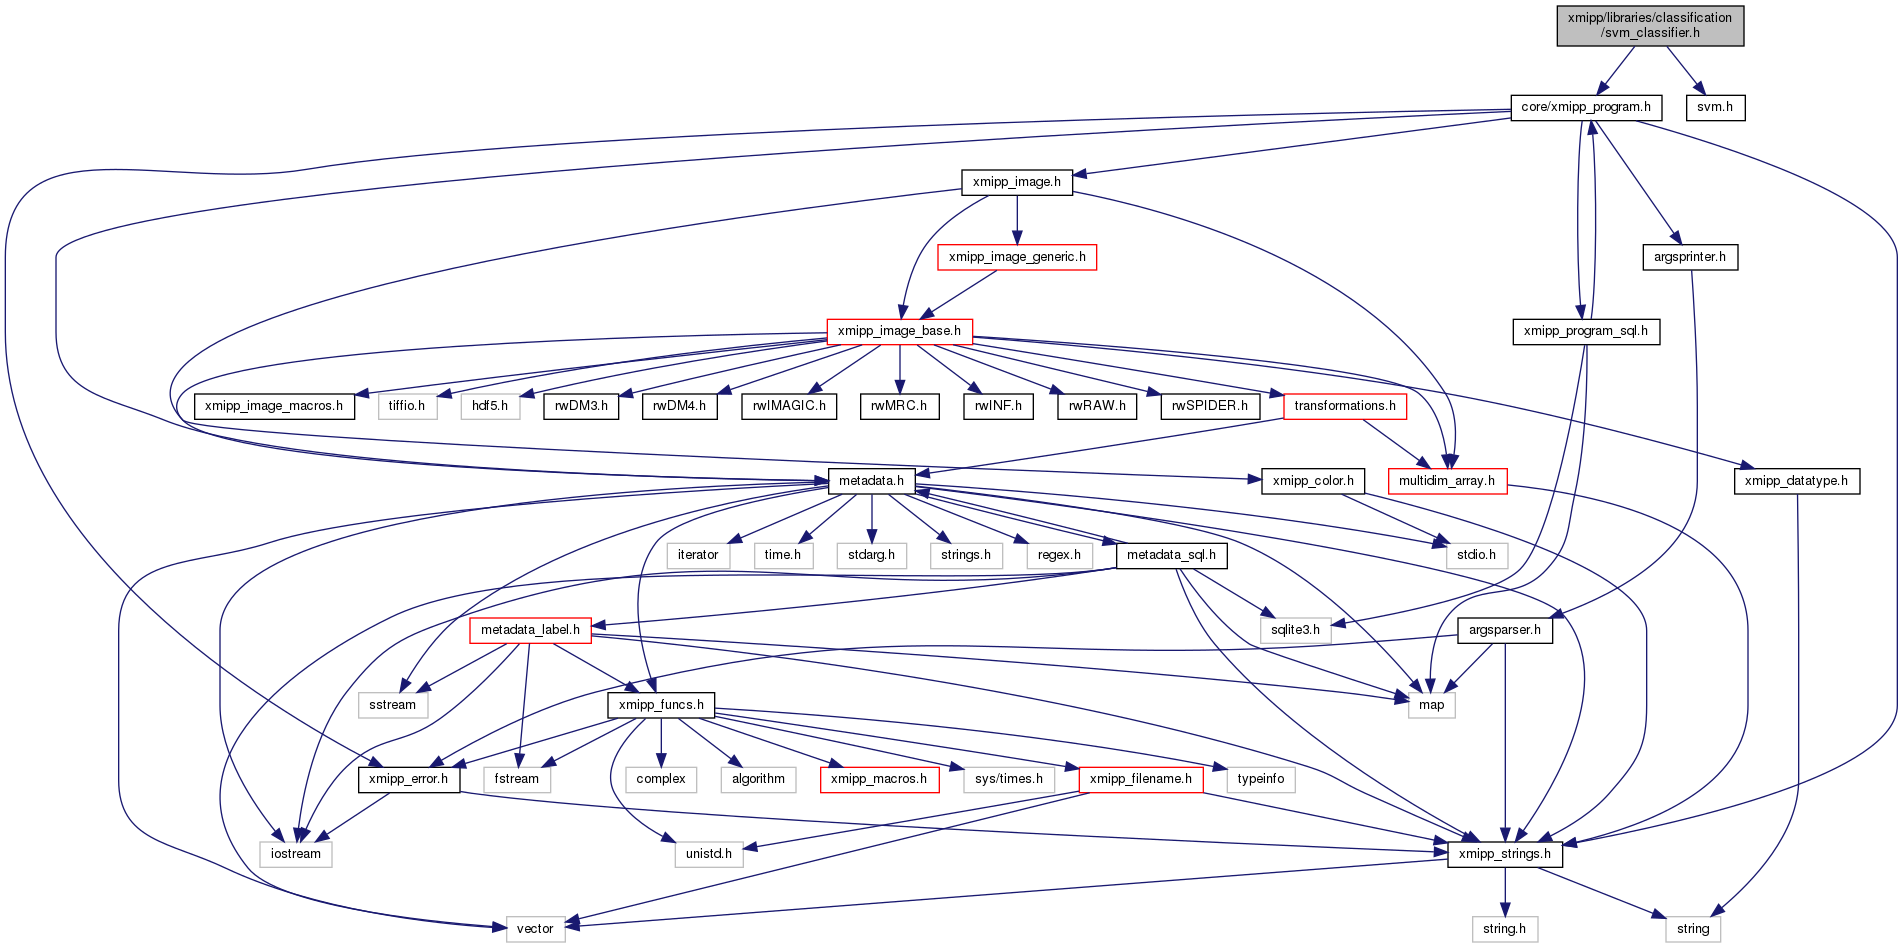 xmipp/libraries/classification
/svm_classifier.h
core/xmipp_program.h
svm.h
xmipp_image.h
xmipp_image_generic.h
argsprinter.h
xmipp_image_base.h
xmipp_program_sql.h
xmipp_image_macros.h
tiffio.h
hdf5.h
rwDM3.h
rwDM4.h
rwIMAGIC.h
rwMRC.h
rwINF.h
rwRAW.h
rwSPIDER.h
transformations.h
metadata.h
xmipp_color.h
multidim_array.h
xmipp_datatype.h
iterator
time.h
stdarg.h
strings.h
regex.h
metadata_sql.h
stdio.h
metadata_label.h
sqlite3.h
argsparser.h
sstream
xmipp_funcs.h
map
xmipp_error.h
fstream
complex
algorithm
xmipp_macros.h
sys/times.h
xmipp_filename.h
typeinfo
iostream
unistd.h
xmipp_strings.h
vector
string.h
string